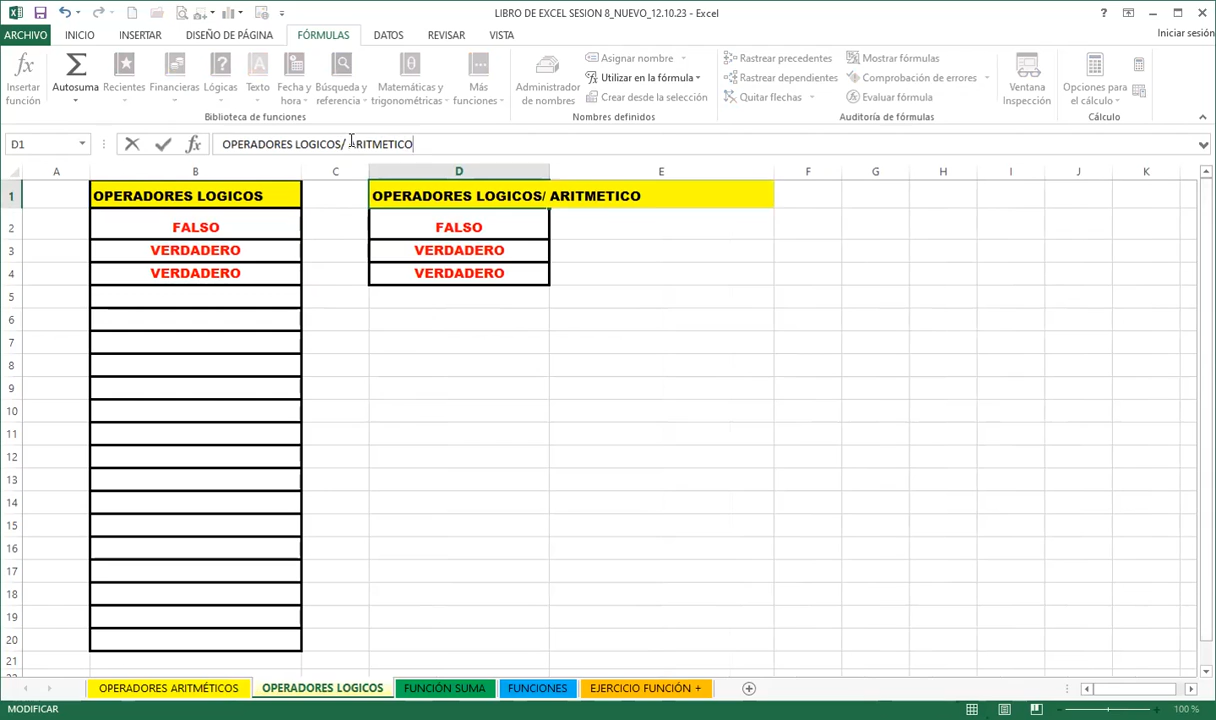 LIBRO DE EXCEL SESION 8_NUEVO_12.10.23 - Excel
ARCHIVO INICIO INSERTAR DISEÑO DE PÁGINA FÓRMULAS DATOS REVISAR VISTA Iniciar sesión
Insertar función
Autosuma
Recientes
Financieras
Lógicas
Texto
Fecha y hora
Búsqueda y referencia
Matemáticas y trigonométricas
Más funciones
Biblioteca de funciones
Administrador de nombres
Asignar nombre
Utilizar en la fórmula
Crear desde la selección
Nombres definidos
Rastrear precedentes
Rastrear dependientes
Quitar flechas
Mostrar fórmulas
Comprobación de errores
Evaluar fórmula
Auditoría de fórmulas
Ventana Inspección
Opciones para el cálculo
Cálculo
D1 fx OPERADORES LOGICOS/ ARITMETICO
A B C D E F G H I J K
1 OPERADORES LOGICOS OPERADORES LOGICOS/ ARITMETICO
2 FALSO FALSO
3 VERDADERO VERDADERO
4 VERDADERO VERDADERO
5
6
7
8
9
10
11
12
13
14
15
16
17
18
19
20
21
OPERADORES ARITMÉTICOS OPERADORES LOGICOS FUNCIÓN SUMA FUNCIONES EJERCICIO FUNCIÓN +
MODIFICAR 100 %